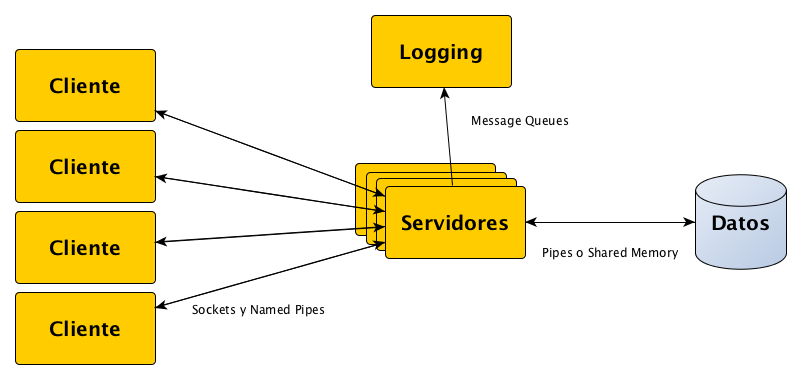 Logging
Cliente
Message Queues
Cliente
Servidores
Datos
Cliente
Pipes o Shared Memory
Sockets y Named Pipes
Cliente